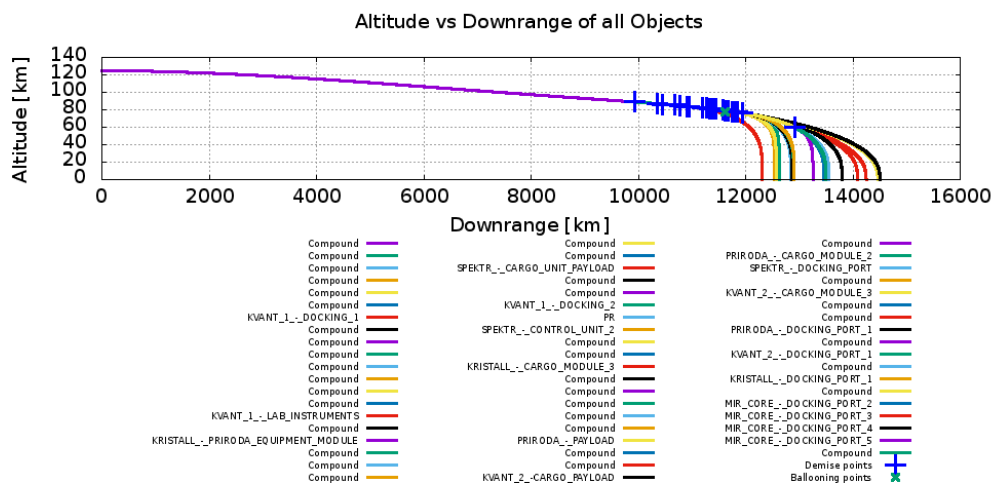 Altitude vs Downrange of all Objects
Altitude [km]
140
120
100
80
60
40
20
0
0 2000 4000 6000 8000 10000 12000 14000 16000
Downrange [km]
Compound
Compound
Compound
Compound
Compound
Compound
KVANT_1_-_DOCKING_1
Compound
Compound
Compound
Compound
Compound
Compound
Compound
KVANT_1_-_LAB_INSTRUMENTS
Compound
KRISTALL_-_PRIRODA_EQUIPMENT_MODULE
Compound
Compound
Compound
Compound
Compound
SPEKTR_-_CARGO_UNIT_PAYLOAD
Compound
Compound
KVANT_1_-_DOCKING_2
PR
SPEKTR_-_CONTROL_UNIT_2
Compound
Compound
KRISTALL_-_CARGO_MODULE_3
Compound
Compound
Compound
Compound
Compound
PRIRODA_-_PAYLOAD
Compound
Compound
KVANT_2_-CARGO_PAYLOAD
Compound
PRIRODA_-_CARGO_MODULE_2
SPEKTR_-_DOCKING_PORT
Compound
KVANT_2_-_CARGO_MODULE_3
Compound
Compound
PRIRODA_-_DOCKING_PORT_1
Compound
KVANT_2_-_DOCKING_PORT_1
Compound
KRISTALL_-_DOCKING_PORT_1
Compound
MIR_CORE_-_DOCKING_PORT_2
MIR_CORE_-_DOCKING_PORT_3
MIR_CORE_-_DOCKING_PORT_4
MIR_CORE_-_DOCKING_PORT_5
Compound
Demise points
Ballooning points